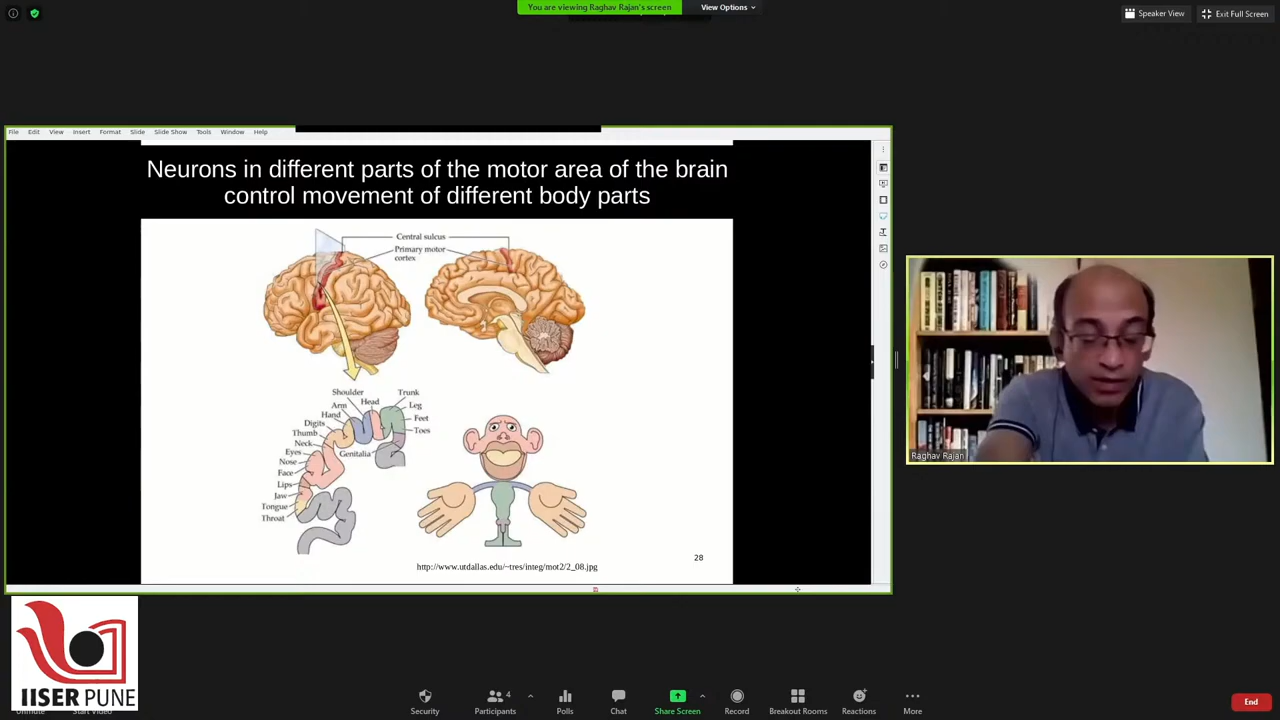 You are viewing Raghav Rajan's screen
View Options
Speaker View
Exit Full Screen
File Edit View Insert Format Slide Slide Show Tools Window Help
Neurons in different parts of the motor area of the brain
control movement of different body parts
Central sulcus
Primary motor
cortex
Shoulder
Trunk
Arm
Head
Leg
Hand
Feet
Digits
Toes
Thumb
Neck
Eyes
Genitalia
Nose
Face
Lips
Jaw
Tongue
Throat
28
http://www.utdallas.edu/~tres/integ/mot2/2_08.jpg
Raghav Rajan
IISER PUNE
Unmute
Start Video
Security
Participants
4
Polls
Chat
Share Screen
Record
Breakout Rooms
Reactions
More
End